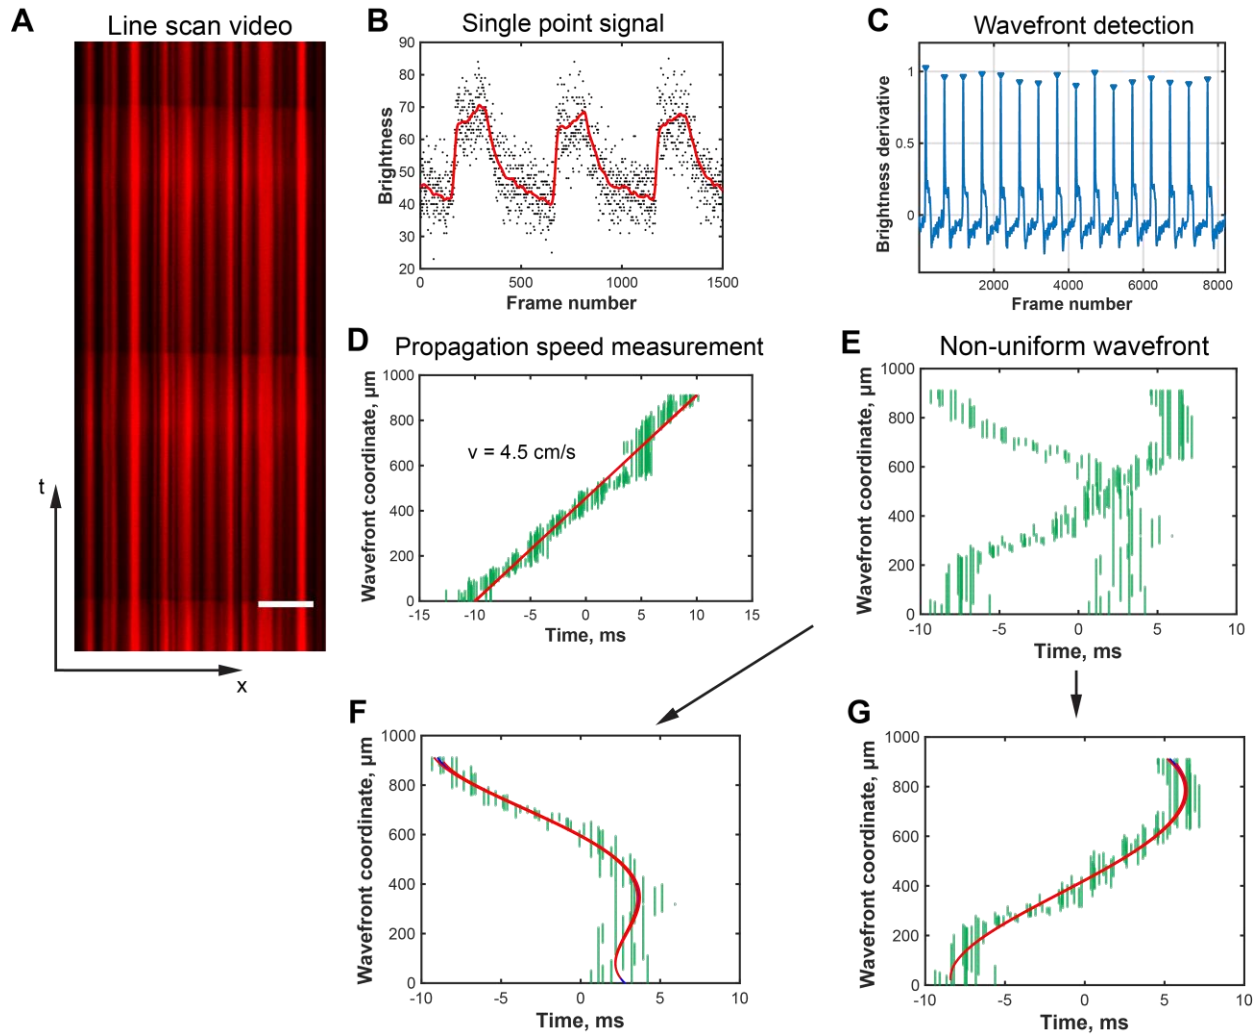 A
Line scan video
t
x
B
Single point signal
Brightness
90
80
70
60
50
40
30
20
0
500
1000
1500
Frame number
C
Wavefront detection
Brightness derivative
1
0.5
0
2000
4000
6000
8000
Frame number
D
Propagation speed measurement
Wavefront coordinate, µm
1000
800
600
400
200
0
v = 4.5 cm/s
-15
-10
-5
0
5
10
15
Time, ms
E
Non-uniform wavefront
Wavefront coordinate, µm
1000
800
600
400
200
0
-10
-5
0
5
10
Time, ms
F
Wavefront coordinate, µm
1000
800
600
400
200
0
-10
-5
0
5
10
Time, ms
G
Wavefront coordinate, µm
1000
800
600
400
200
0
-10
-5
0
5
10
Time, ms